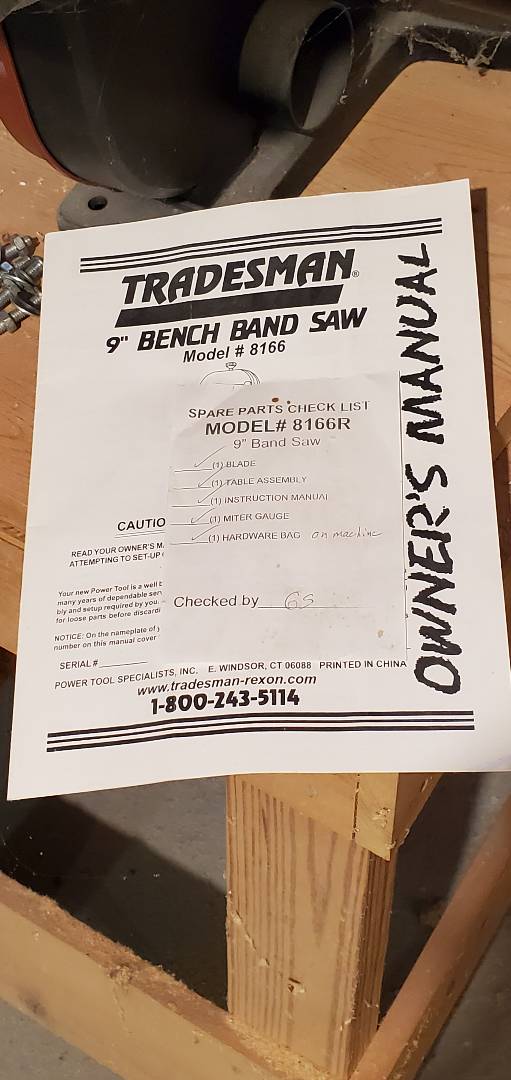 TRADESMAN®
9" BENCH BAND SAW
Model # 8166
SPARE PARTS CHECK LIST
MODEL# 8166R
9" Band Saw
(1) BLADE
(1) TABLE ASSEMBLY
(1) INSTRUCTION MANUAL
(1) MITER GAUGE
(1) HARDWARE BAG on machine
Checked by GS
CAUTIO
READ YOUR OWNER'S M
ATTEMPTING TO SET-UP
Your new Power Tool is a well
many years of dependable
bly and setup required by you.
for loose parts before discardi
NOTICE: On the nameplate of
number on this manual cover
SERIAL #
POWER TOOL SPECIALISTS, INC. E. WINDSOR, CT 06088 PRINTED IN CHINA
www.tradesman-rexon.com
1-800-243-5114
OWNER'S MANUAL